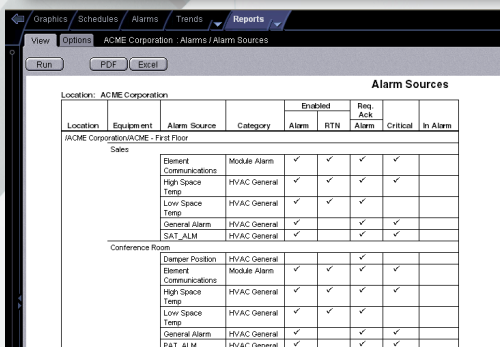 Graphics Schedules Alarms Trends Reports
View Options ACME Corporation : Alarms / Alarm Sources
Run PDF Excel
Alarm Sources
Location: ACME Corporation
Enabled Req.
Ack
Location Equipment Alarm Source Category Alarm RTN Alarm Critical In Alarm
/ACME Corporation/ACME - First Floor
Sales
Element Module Alarm ✓ ✓ ✓ ✓
Communications
High Space HVAC General ✓ ✓ ✓ ✓
Temp
Low Space HVAC General ✓ ✓ ✓
Temp
General Alarm HVAC General ✓ ✓ ✓
SAT_ALM HVAC General ✓ ✓ ✓
Conference Room
Damper Position HVAC General ✓
Element Module Alarm ✓ ✓ ✓ ✓
Communications
High Space HVAC General ✓ ✓ ✓ ✓
Temp
Low Space HVAC General ✓ ✓ ✓
Temp
General Alarm HVAC General ✓ ✓ ✓
PAT_ALM HVAC General ✓ ✓ ✓